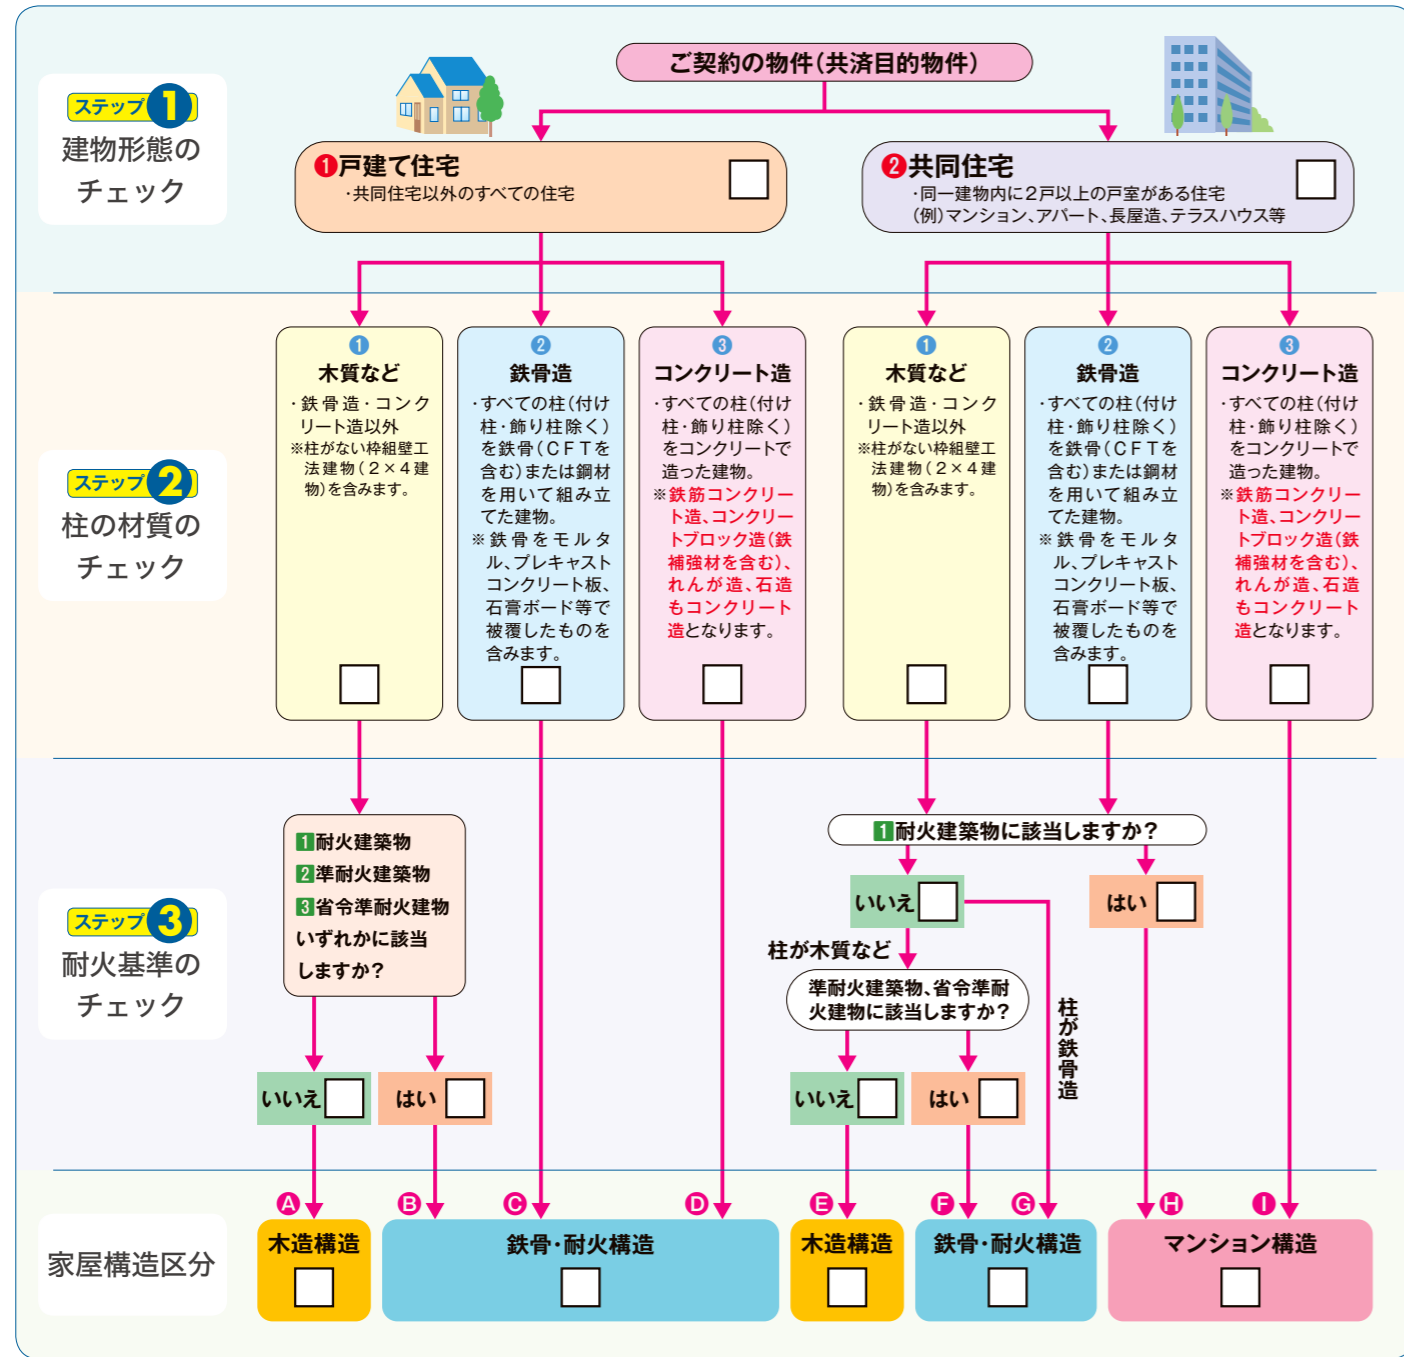 ご契約の物件（共済目的物件）
ステップ1
建物形態の
チェック
❶戸建て住宅
・共同住宅以外のすべての住宅
❷共同住宅
・同一建物内に２戸以上の戸室がある住宅
（例）マンション、アパート、長屋造、テラスハウス等
ステップ2
柱の材質の
チェック
❶
木質など
・鉄骨造・コンク
リート造以外
※柱がない枠組壁工
法建物（２×４建
物）を含みます。
❷
鉄骨造
・すべての柱（付け
柱・飾り柱除く）
を鉄骨（ＣＦＴを
含む）または鋼材
を用いて組み立
てた建物。
※鉄骨をモルタ
ル、プレキャスト
コンクリート板、
石膏ボード等で
被覆したものを
含みます。
❸
コンクリート造
・すべての柱（付け
柱・飾り柱除く）
をコンクリートで
造った建物。
※鉄筋コンクリー
ト造、コンクリー
トブロック造（鉄
補強材を含む）、
れんが造、石造
もコンクリート
造となります。
❶
木質など
・鉄骨造・コンク
リート造以外
※柱がない枠組壁工
法建物（２×４建
物）を含みます。
❷
鉄骨造
・すべての柱（付け
柱・飾り柱除く）
を鉄骨（ＣＦＴを
含む）または鋼材
を用いて組み立
てた建物。
※鉄骨をモルタ
ル、プレキャスト
コンクリート板、
石膏ボード等で
被覆したものを
含みます。
❸
コンクリート造
・すべての柱（付け
柱・飾り柱除く）
をコンクリートで
造った建物。
※鉄筋コンクリー
ト造、コンクリー
トブロック造（鉄
補強材を含む）、
れんが造、石造
もコンクリート
造となります。
ステップ3
耐火基準の
チェック
1耐火建築物
2準耐火建築物
3省令準耐火建物
いずれかに該当
しますか？
いいえ
はい
1耐火建築物に該当しますか？
いいえ
はい
柱が木質など
準耐火建築物、省令準耐
火建物に該当しますか？
柱が鉄骨造
いいえ
はい
家屋構造区分
A
B
C
D
E
F
G
H
I
木造構造
鉄骨・耐火構造
木造構造
鉄骨・耐火構造
マンション構造